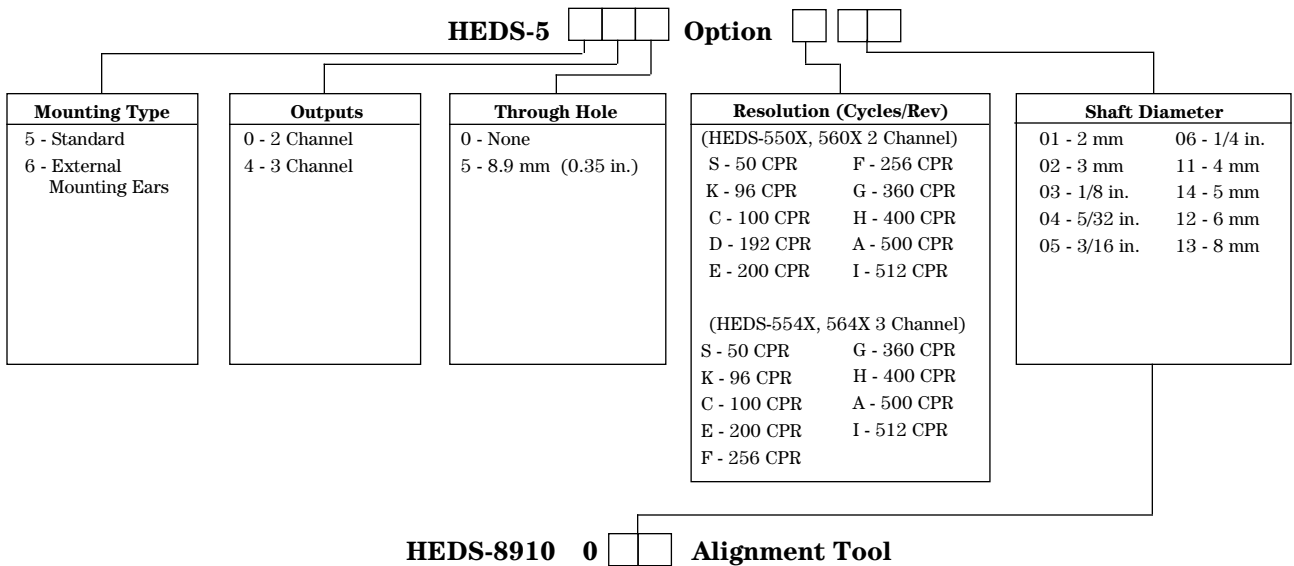 HEDS-5 Option
Mounting Type
5 - Standard
6 - External
Mounting Ears
Outputs
0 - 2 Channel
4 - 3 Channel
Through Hole
0 - None
5 - 8.9 mm (0.35 in.)
Resolution (Cycles/Rev)
(HEDS-550X, 560X 2 Channel)
S - 50 CPR F - 256 CPR
K - 96 CPR G - 360 CPR
C - 100 CPR H - 400 CPR
D - 192 CPR A - 500 CPR
E - 200 CPR I - 512 CPR
(HEDS-554X, 564X 3 Channel)
S - 50 CPR G - 360 CPR
K - 96 CPR H - 400 CPR
C - 100 CPR A - 500 CPR
E - 200 CPR I - 512 CPR
F - 256 CPR
Shaft Diameter
01 - 2 mm 06 - 1/4 in.
02 - 3 mm 11 - 4 mm
03 - 1/8 in. 14 - 5 mm
04 - 5/32 in. 12 - 6 mm
05 - 3/16 in. 13 - 8 mm
HEDS-8910 0 Alignment Tool